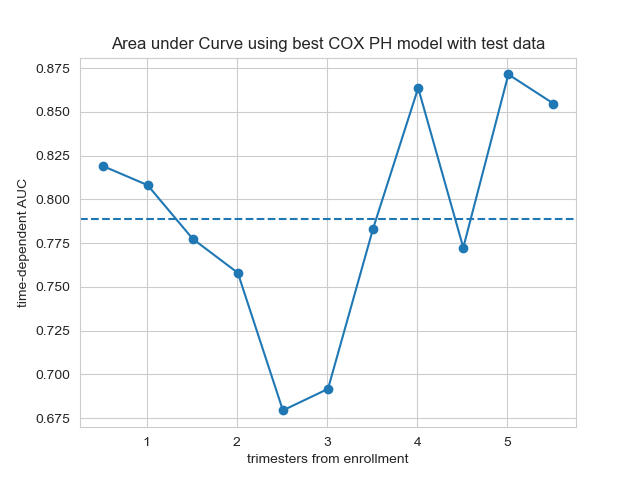 Area under Curve using best COX PH model with test data
0.875
0.850
0.825
0.800
0.775
0.750
0.725
0.700
0.675
time-dependent AUC
1 2 3 4 5
trimesters from enrollment